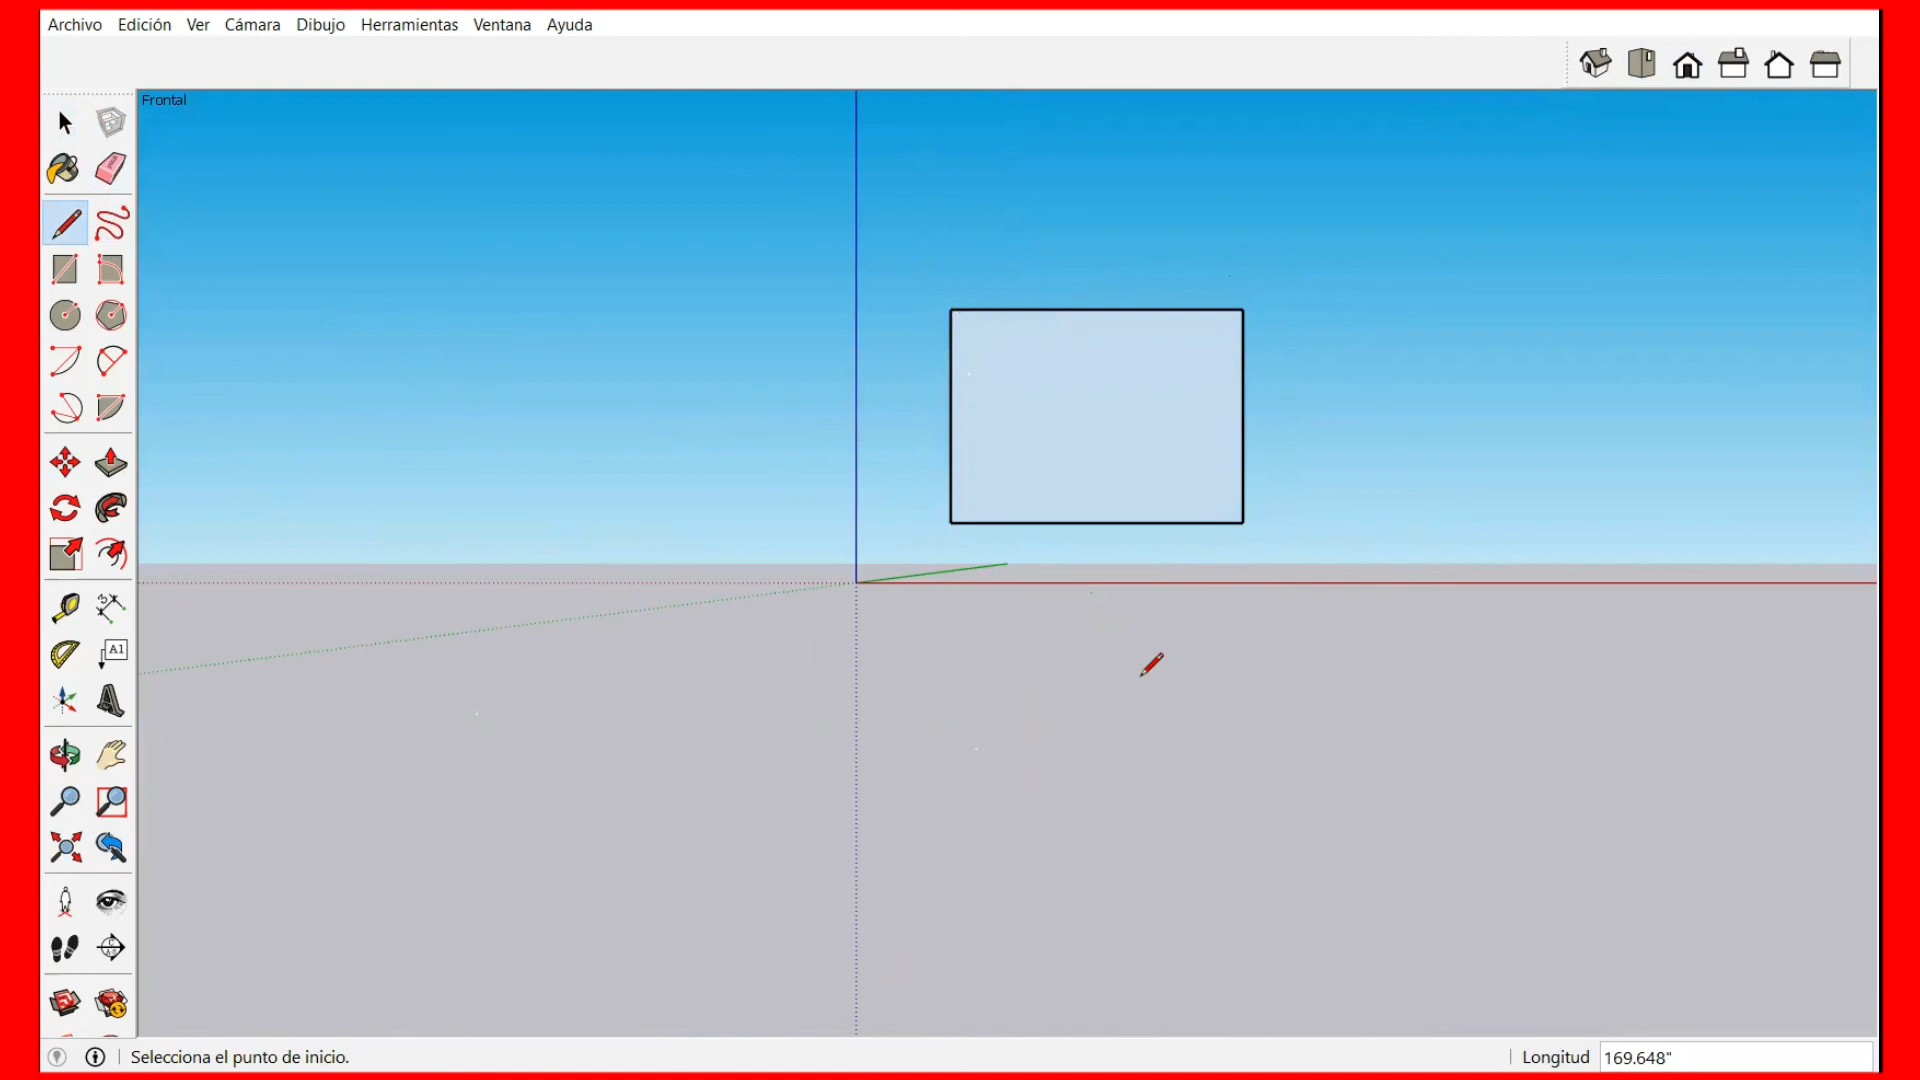 Archivo Edición Ver Cámara Dibujo Herramientas Ventana Ayuda
Frontal
A1
Selecciona el punto de inicio.
Longitud 169.648"